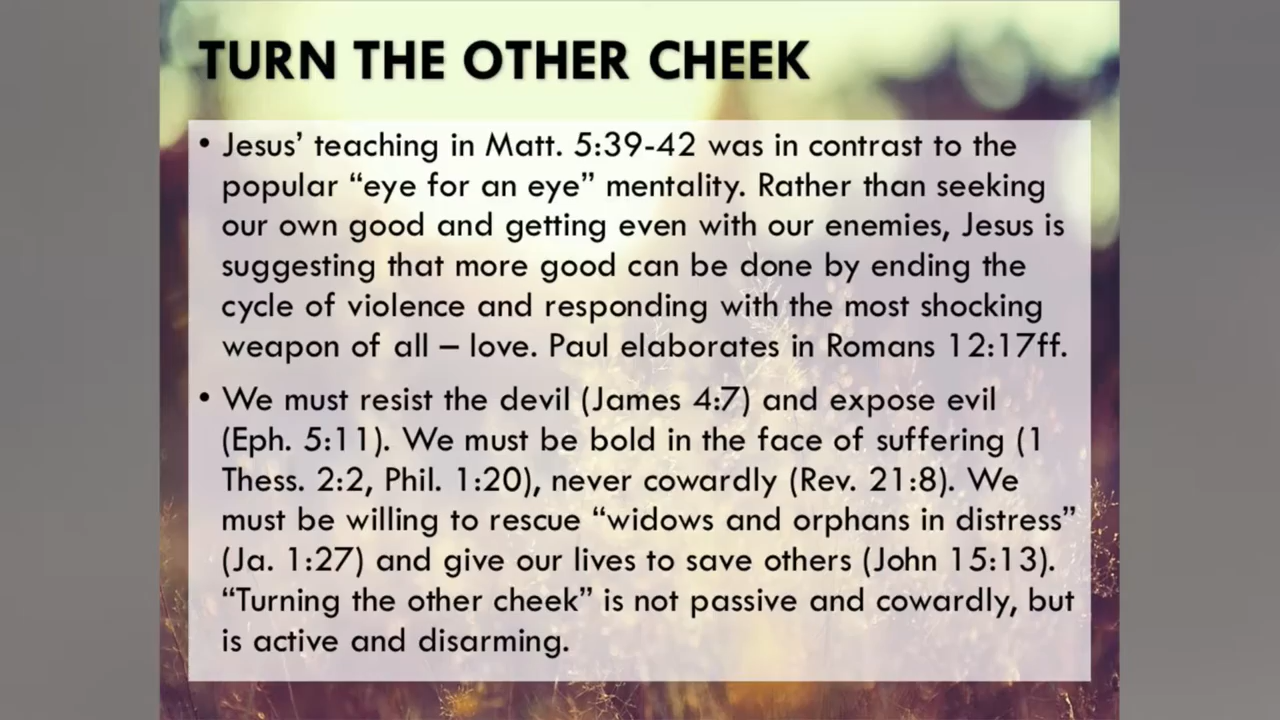 TURN THE OTHER CHEEK
• Jesus’ teaching in Matt. 5:39-42 was in contrast to the
popular “eye for an eye” mentality. Rather than seeking
our own good and getting even with our enemies, Jesus is
suggesting that more good can be done by ending the
cycle of violence and responding with the most shocking
weapon of all – love. Paul elaborates in Romans 12:17ff.
• We must resist the devil (James 4:7) and expose evil
(Eph. 5:11). We must be bold in the face of suffering (1
Thess. 2:2, Phil. 1:20), never cowardly (Rev. 21:8). We
must be willing to rescue “widows and orphans in distress”
(Ja. 1:27) and give our lives to save others (John 15:13).
“Turning the other cheek” is not passive and cowardly, but
is active and disarming.